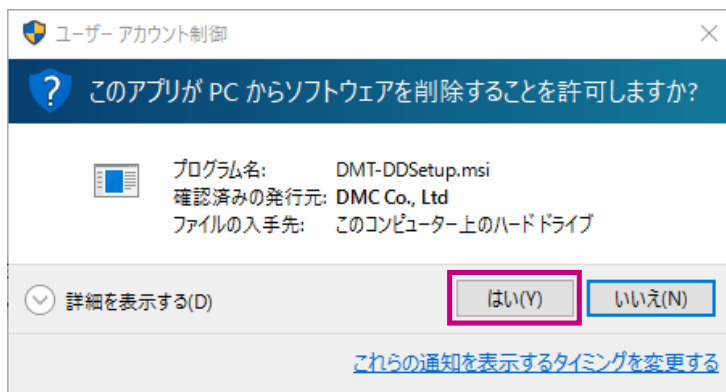 ユーザー アカウント制御
このアプリが PC からソフトウェアを削除することを許可しますか?
プログラム名: DMT-DDSetup.msi
確認済みの発行元: DMC Co., Ltd
ファイルの入手先: このコンピューター上のハード ドライブ
詳細を表示する(D)
はい(Y)
いいえ(N)
これらの通知を表示するタイミングを変更する